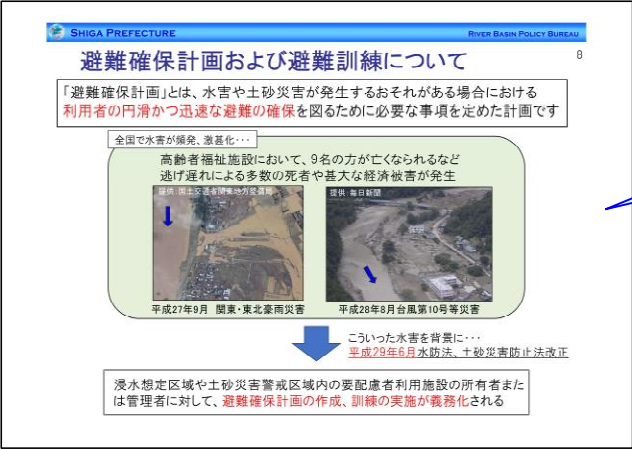 SHIGA PREFECTURE
RIVER BASIN POLICY BUREAU
8
避難確保計画および避難訓練について
「避難確保計画」とは、水害や土砂災害が発生するおそれがある場合における
利用者の円滑かつ迅速な避難の確保を図るために必要な事項を定めた計画です
全国で水害が頻発、激甚化・・・
高齢者福祉施設において、9名の方が亡くなられるなど
逃げ遅れによる多数の死者や甚大な経済被害が発生
提供：国土交通省関東地方整備局
提供：毎日新聞
平成27年9月 関東・東北豪雨災害
平成28年8月台風第10号等災害
こういった水害を背景に・・・
平成29年6月水防法、土砂災害防止法改正
浸水想定区域や土砂災害警戒区域内の要配慮者利用施設の所有者また
は管理者に対して、避難確保計画の作成、訓練の実施が義務化される